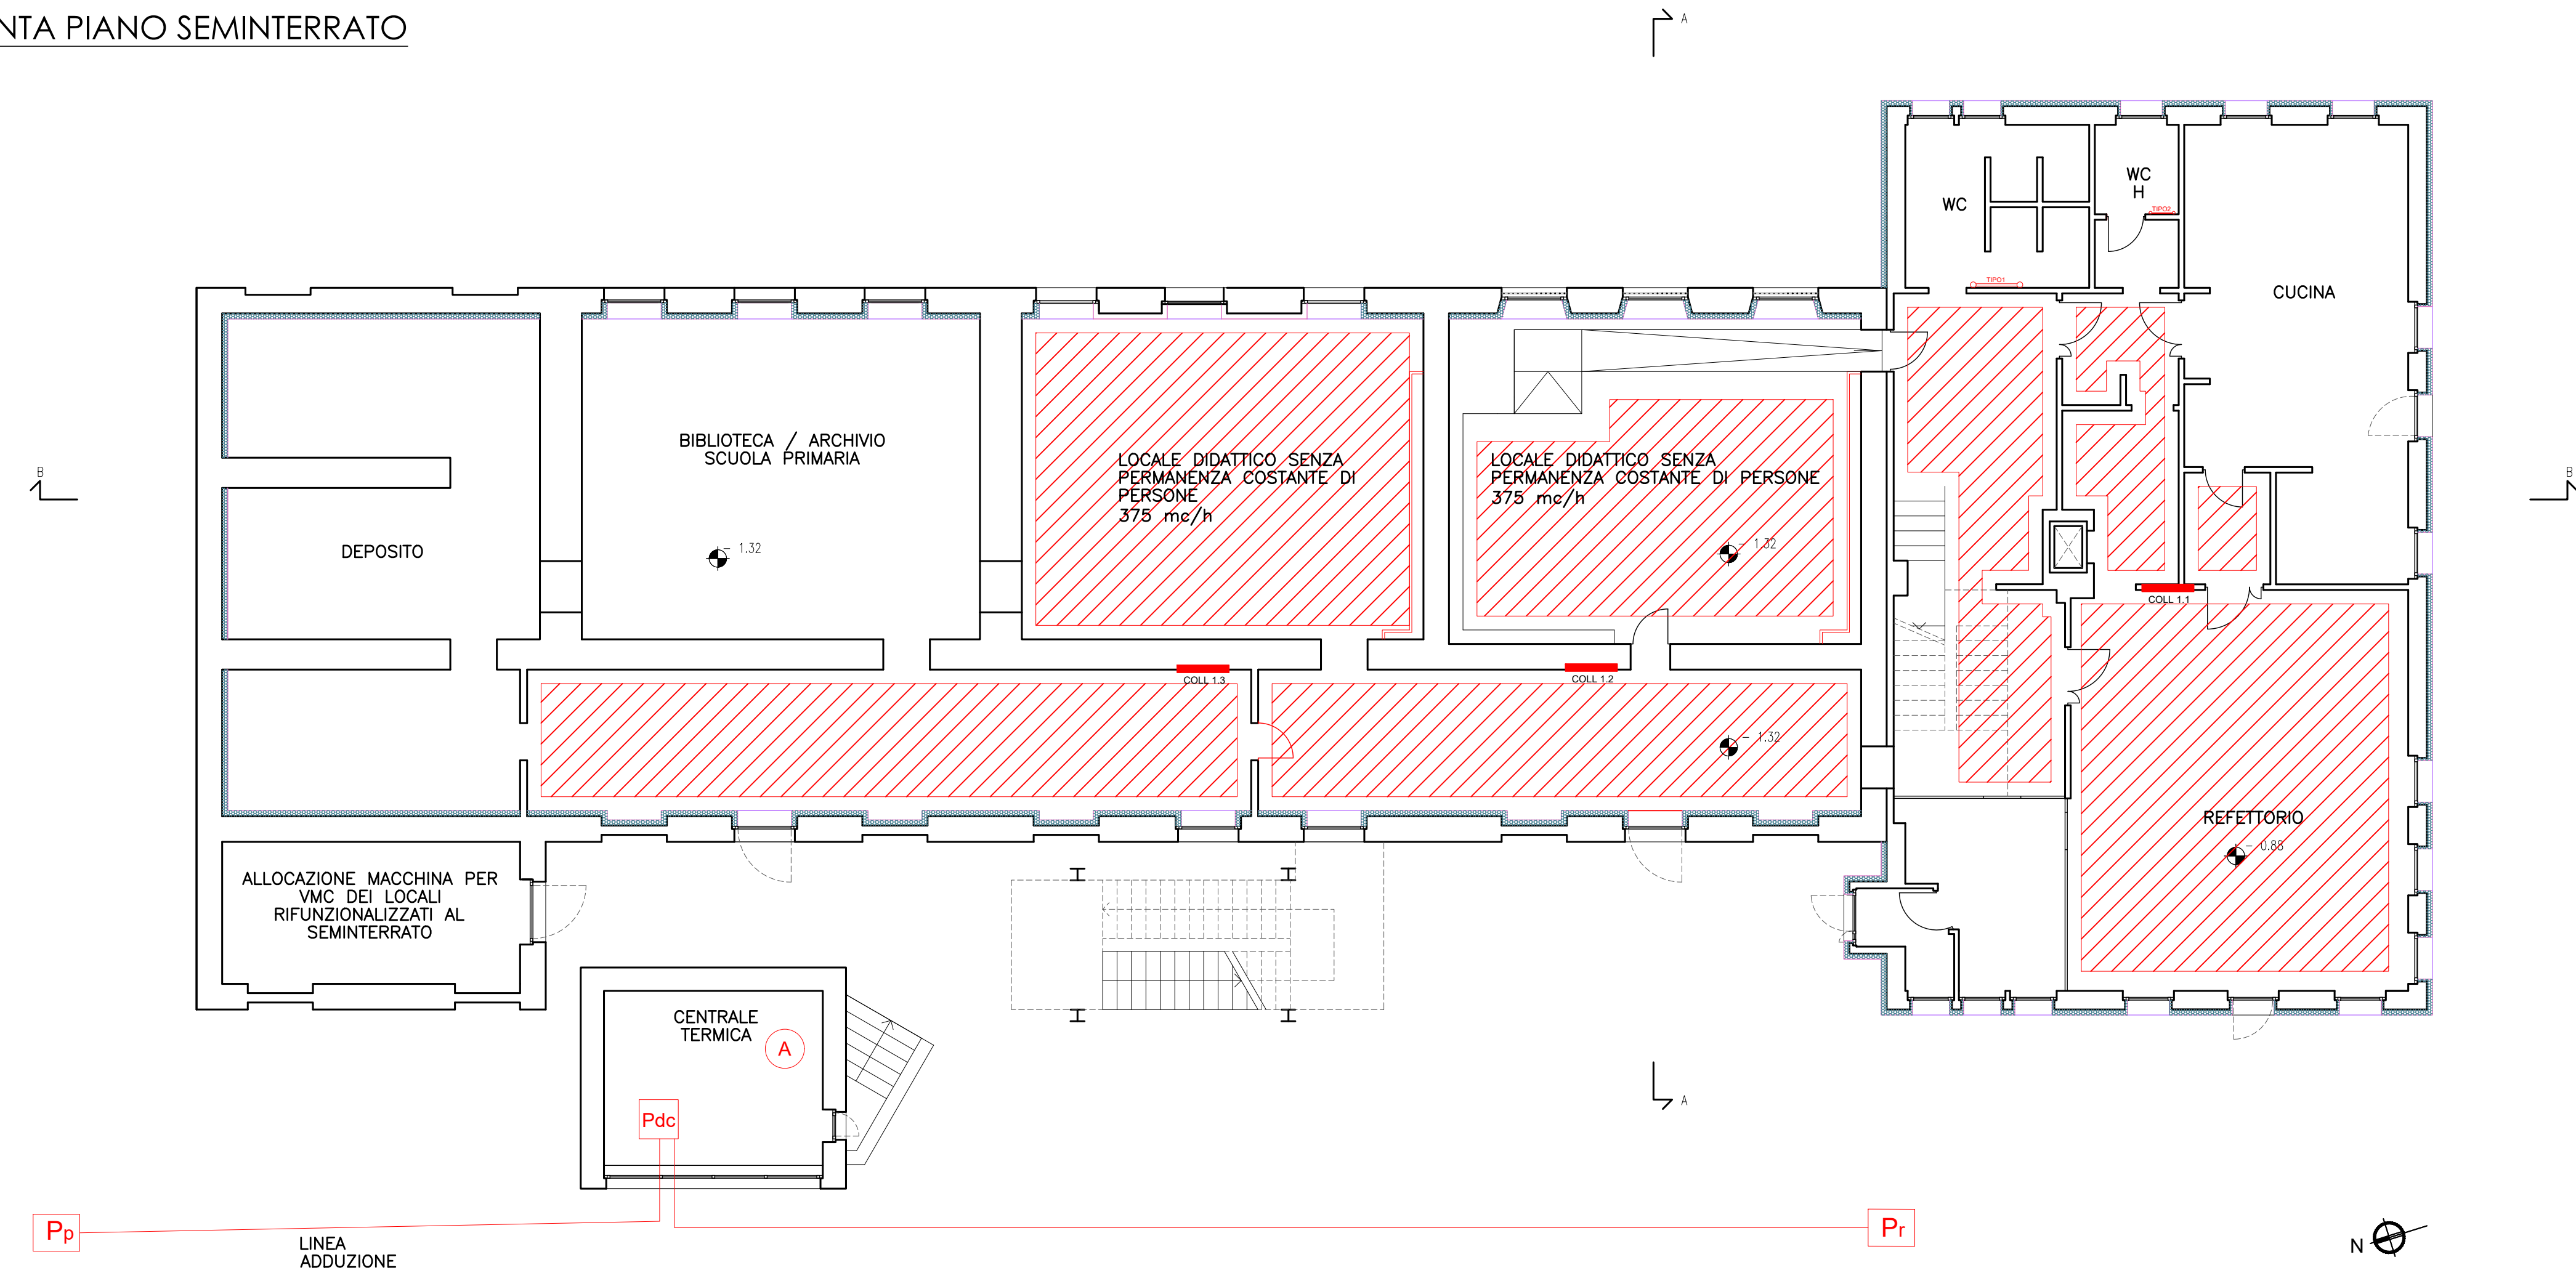 NTA PIANO SEMINTERRATO
A
WC
WC
H
TIPO2
TIPO1
CUCINA
BIBLIOTECA / ARCHIVIO
SCUOLA PRIMARIA
LOCALE DIDATTICO SENZA
PERMANENZA COSTANTE DI
PERSONE
375 mc/h
LOCALE DIDATTICO SENZA
PERMANENZA COSTANTE DI PERSONE
375 mc/h
B
B
DEPOSITO
- 1.32
- 1.32
COLL 1.1
COLL 1.3
COLL 1.2
- 1.32
REFETTORIO
- 0.88
ALLOCAZIONE MACCHINA PER
VMC DEI LOCALI
RIFUNZIONALIZZATI AL
SEMINTERRATO
CENTRALE
TERMICA
A
A
Pdc
Pp
Pr
LINEA
ADDUZIONE
N